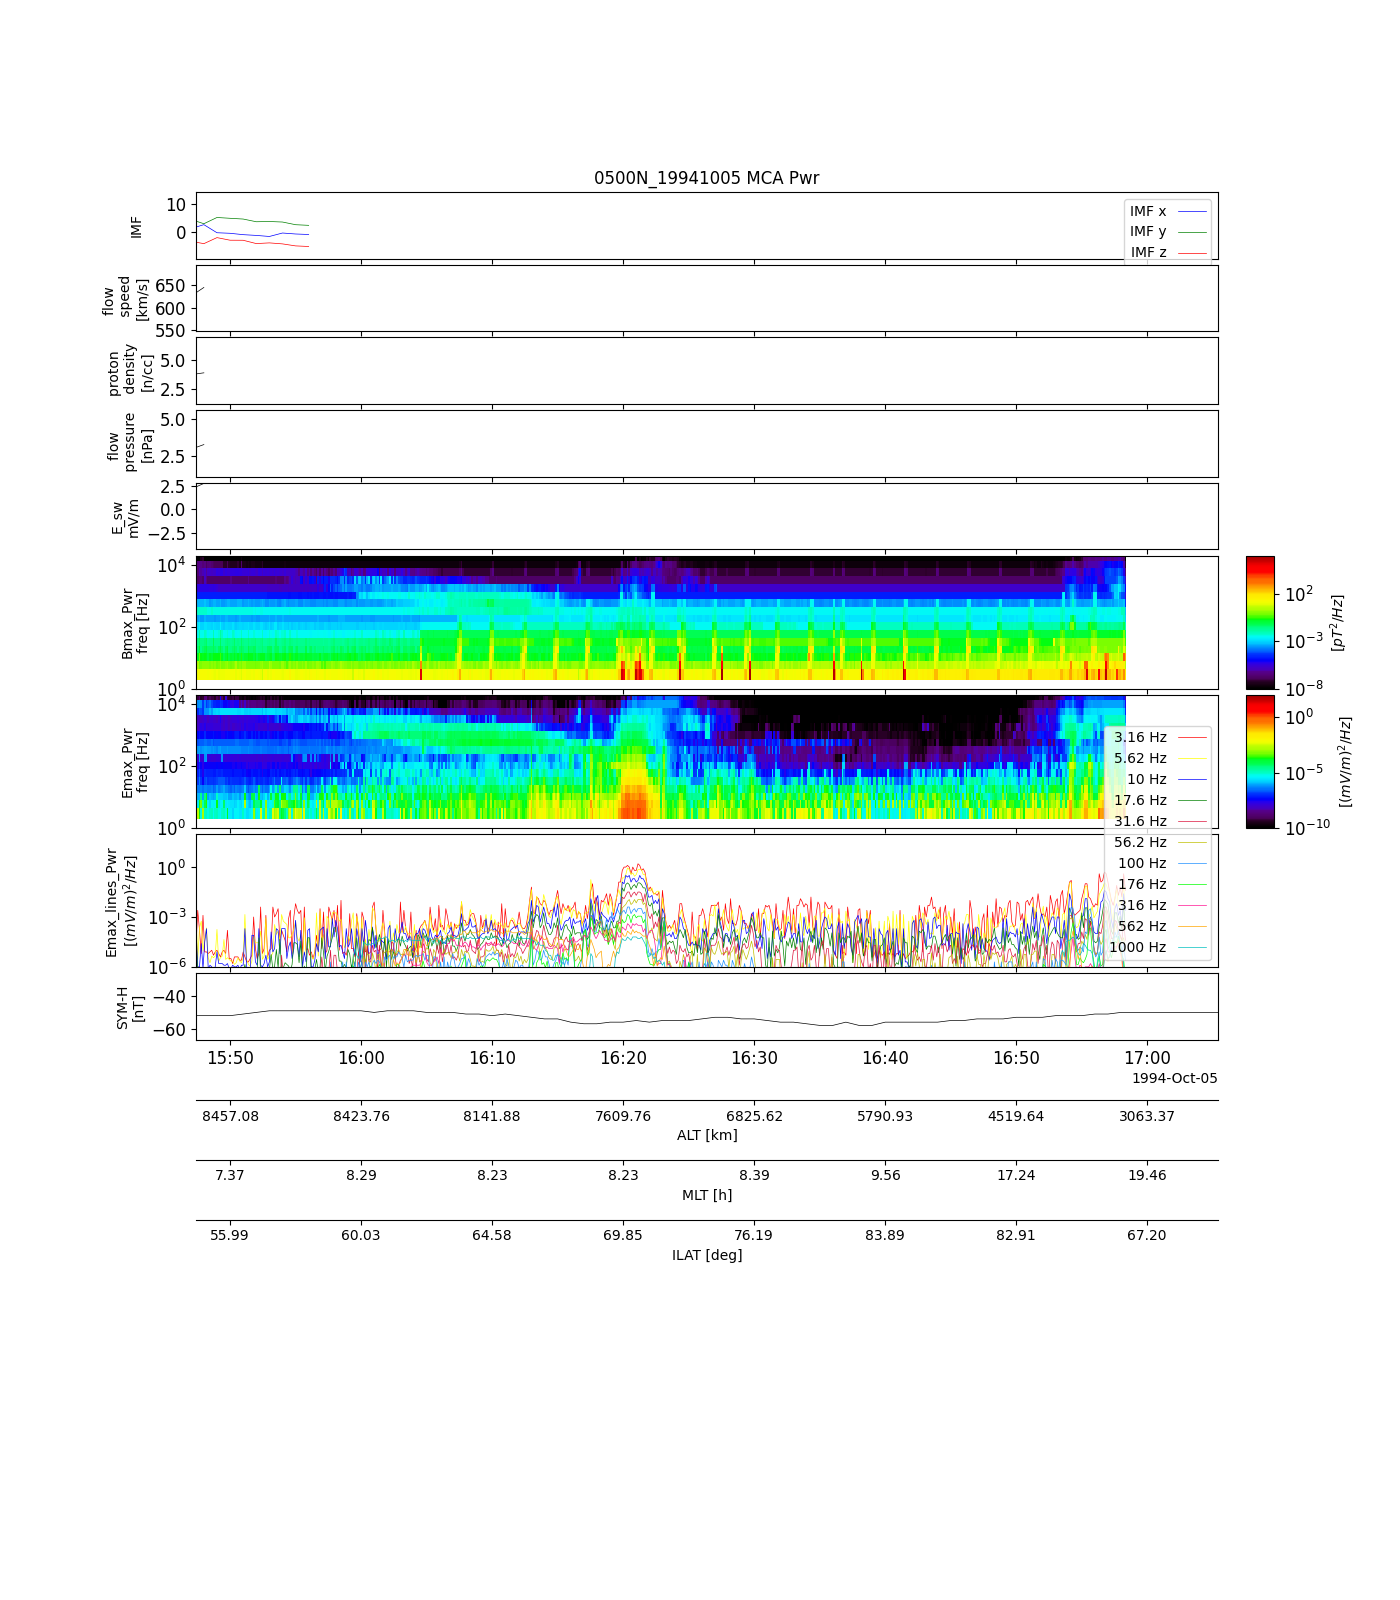 0500N_19941005 MCA Pwr
IMF
10
0
IMF x
IMF y
IMF z
flow
speed
[km/s]
650
600
550
proton
density
[n/cc]
5.0
2.5
flow
pressure
[nPa]
5.0
2.5
E_sw
mV/m
2.5
0.0
−2.5
Bmax_Pwr
freq [Hz]
10^4
10^2
10^0
10^2
10^−3
10^−8
[pT^2/Hz]
Emax_Pwr
freq [Hz]
10^4
10^2
10^0
10^0
10^−5
10^−10
[(mV/m)^2/Hz]
3.16 Hz
5.62 Hz
10 Hz
17.6 Hz
31.6 Hz
56.2 Hz
100 Hz
176 Hz
316 Hz
562 Hz
1000 Hz
Emax_lines_Pwr
[(mV/m)^2/Hz]
10^0
10^−3
10^−6
SYM-H
[nT]
−40
−60
15:50 16:00 16:10 16:20 16:30 16:40 16:50 17:00
1994-Oct-05
8457.08 8423.76 8141.88 7609.76 6825.62 5790.93 4519.64 3063.37
ALT [km]
7.37 8.29 8.23 8.23 8.39 9.56 17.24 19.46
MLT [h]
55.99 60.03 64.58 69.85 76.19 83.89 82.91 67.20
ILAT [deg]